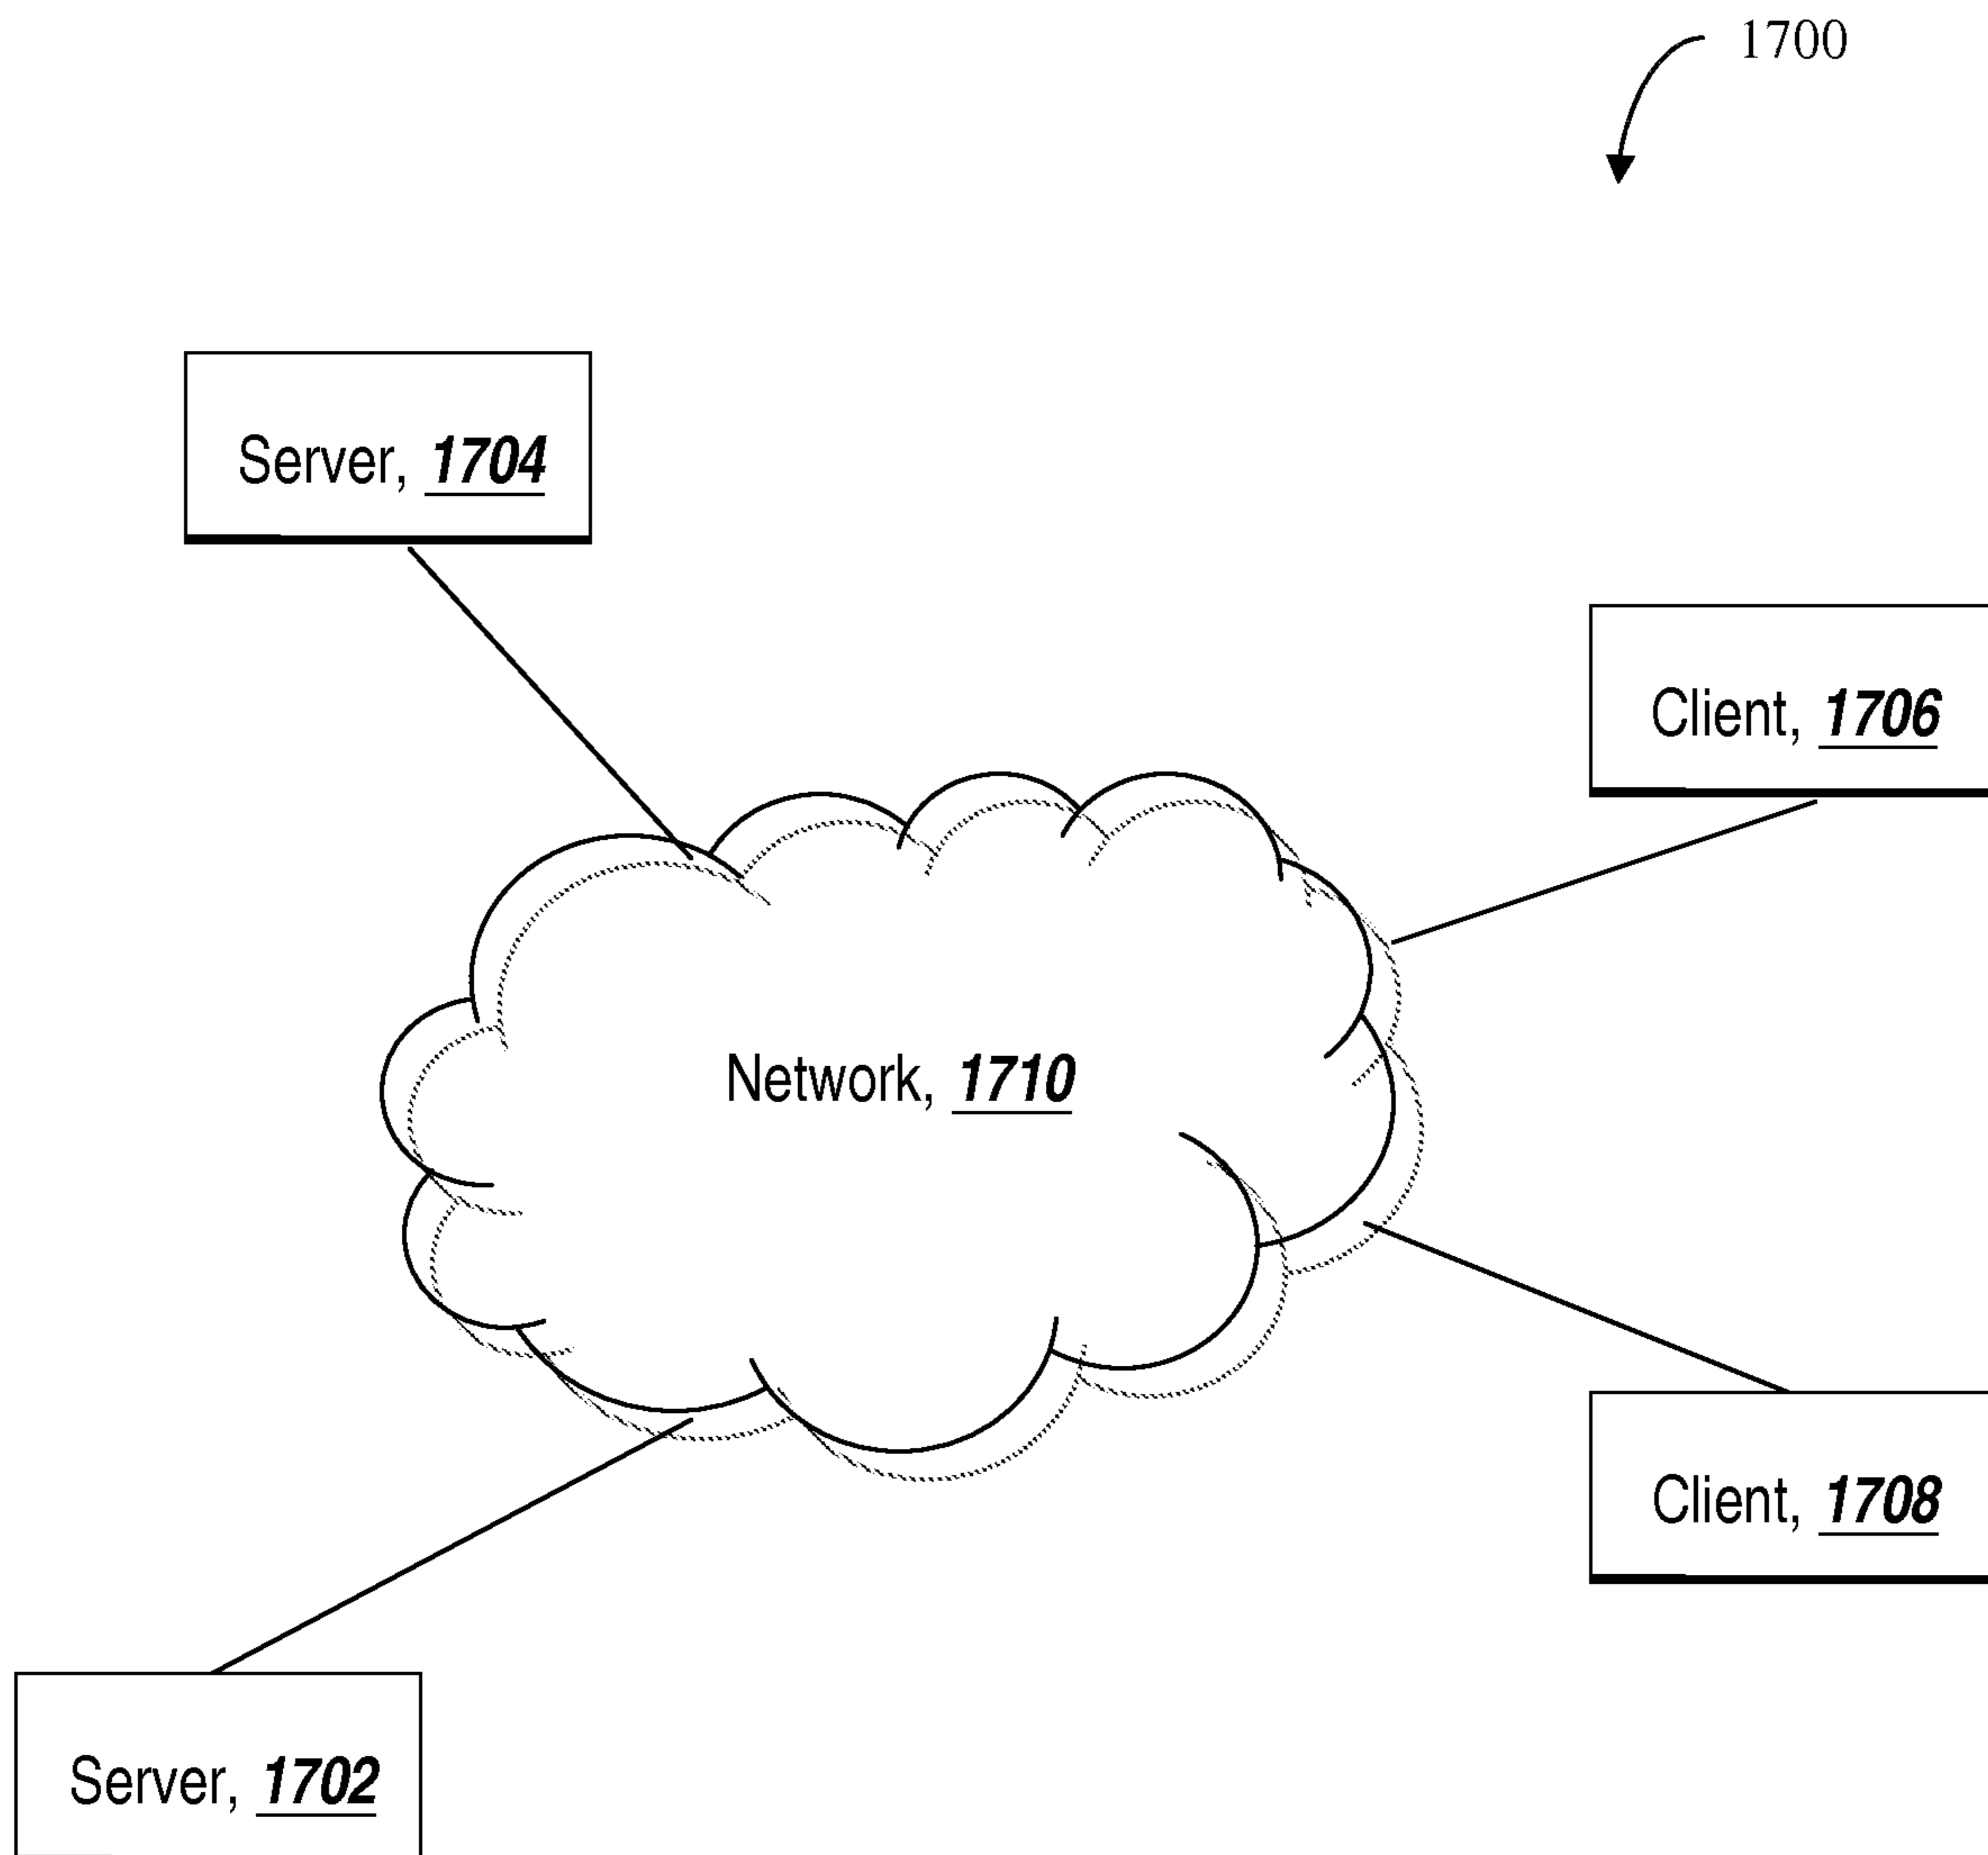 1700
Server, 1704
Client, 1706
Network, 1710
Client, 1708
Server, 1702